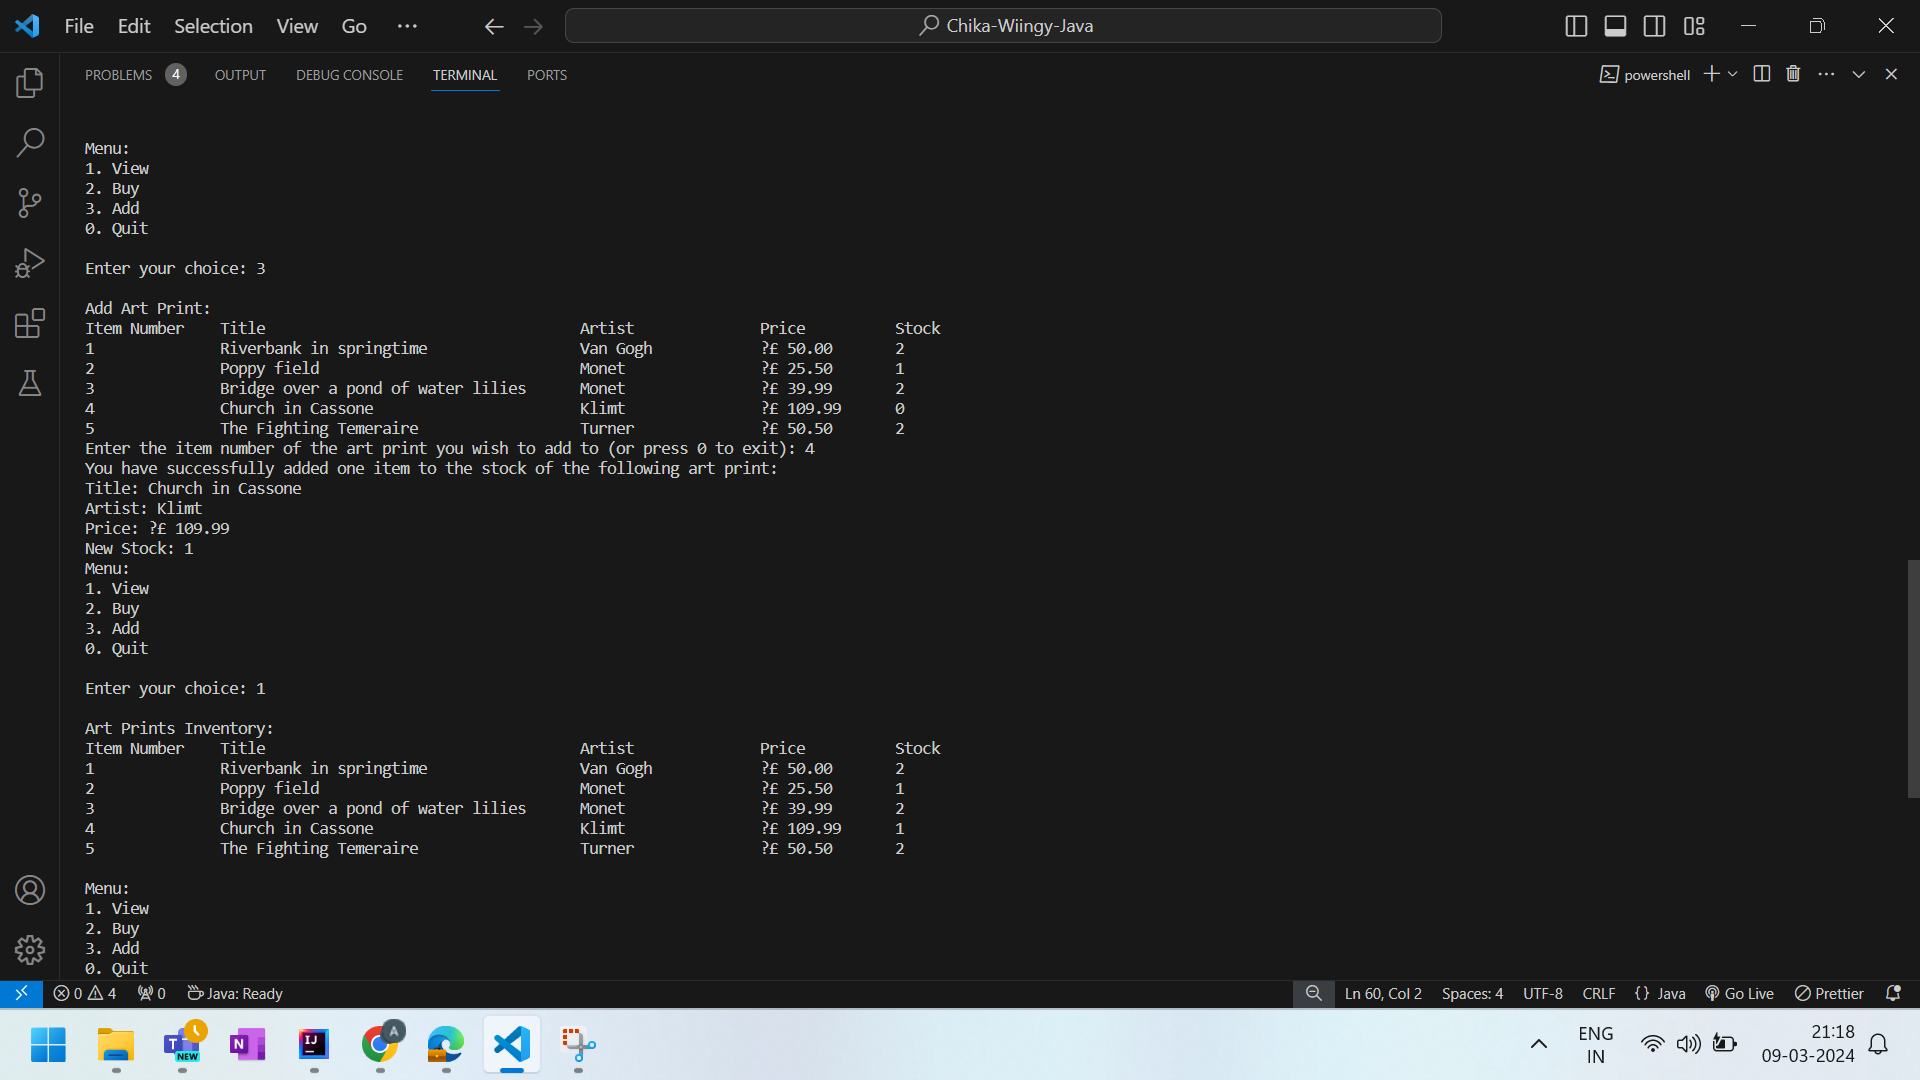 File Edit Selection View Go ··· Chika-Wiingy-Java
PROBLEMS 4 OUTPUT DEBUG CONSOLE TERMINAL PORTS powershell
Menu:
1. View
2. Buy
3. Add
0. Quit
Enter your choice: 3
Add Art Print:
Item Number Title Artist Price Stock
1 Riverbank in springtime Van Gogh ?£ 50.00 2
2 Poppy field Monet ?£ 25.50 1
3 Bridge over a pond of water lilies Monet ?£ 39.99 2
4 Church in Cassone Klimt ?£ 109.99 0
5 The Fighting Temeraire Turner ?£ 50.50 2
Enter the item number of the art print you wish to add to (or press 0 to exit): 4
You have successfully added one item to the stock of the following art print:
Title: Church in Cassone
Artist: Klimt
Price: ?£ 109.99
New Stock: 1
Menu:
1. View
2. Buy
3. Add
0. Quit
Enter your choice: 1
Art Prints Inventory:
Item Number Title Artist Price Stock
1 Riverbank in springtime Van Gogh ?£ 50.00 2
2 Poppy field Monet ?£ 25.50 1
3 Bridge over a pond of water lilies Monet ?£ 39.99 2
4 Church in Cassone Klimt ?£ 109.99 1
5 The Fighting Temeraire Turner ?£ 50.50 2
Menu:
1. View
2. Buy
3. Add
0. Quit
0 4 0 Java: Ready Ln 60, Col 2 Spaces: 4 UTF-8 CRLF {} Java Go Live Prettier
T NEW N IJ A ENG IN 21:18
09-03-2024